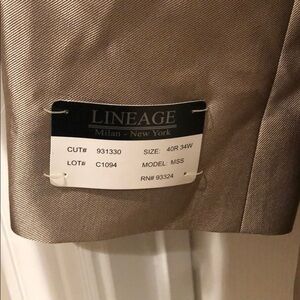 LINEAGE
Milan - New York
CUT# 931330 SIZE: 40R 34W
LOT# C1094 MODEL: MSS
RN# 93324